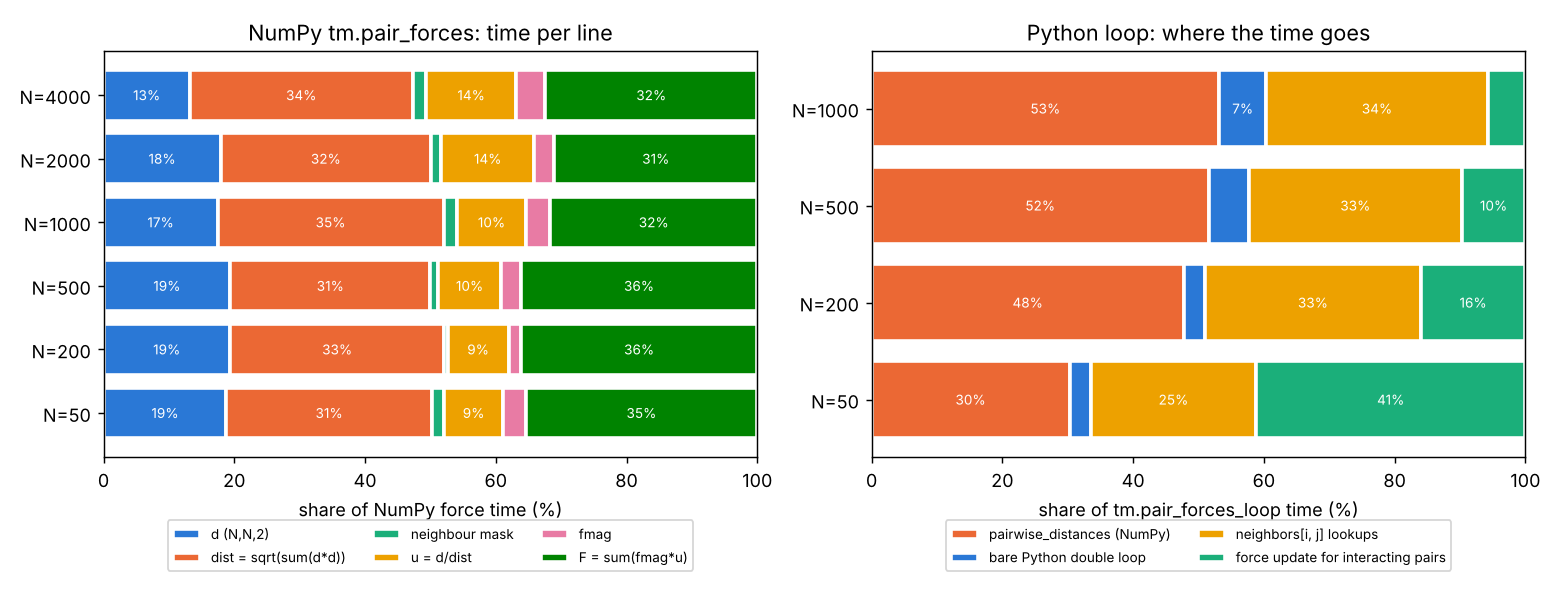 NumPy tm.pair_forces: time per line
N=4000
13% 34% 14% 32%
N=2000
18% 32% 14% 31%
N=1000
17% 35% 10% 32%
N=500
19% 31% 10% 36%
N=200
19% 33% 9% 36%
N=50
19% 31% 9% 35%
0 20 40 60 80 100
share of NumPy force time (%)
d (N,N,2) neighbour mask fmag
dist = sqrt(sum(d*d)) u = d/dist F = sum(fmag*u)
Python loop: where the time goes
N=1000
53% 7% 34%
N=500
52% 33% 10%
N=200
48% 33% 16%
N=50
30% 25% 41%
0 20 40 60 80 100
share of tm.pair_forces_loop time (%)
pairwise_distances (NumPy) neighbors[i, j] lookups
bare Python double loop force update for interacting pairs